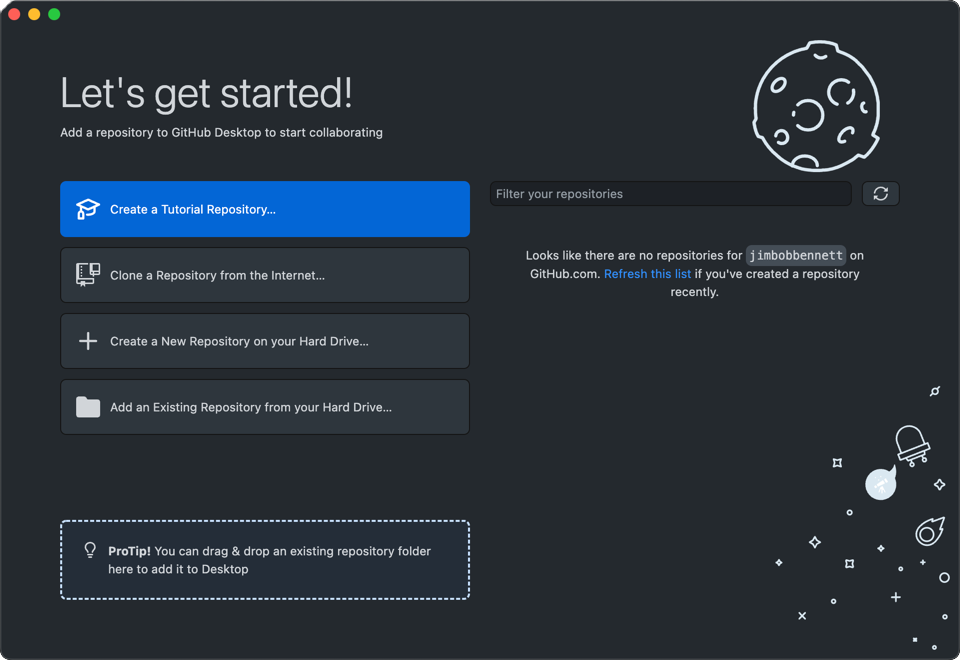 Let's get started!
Add a repository to GitHub Desktop to start collaborating
Create a Tutorial Repository...
Clone a Repository from the Internet...
Create a New Repository on your Hard Drive...
Add an Existing Repository from your Hard Drive...
ProTip! You can drag & drop an existing repository folder
here to add it to Desktop
Filter your repositories
Looks like there are no repositories for jimbobbennett on
GitHub.com. Refresh this list if you've created a repository
recently.